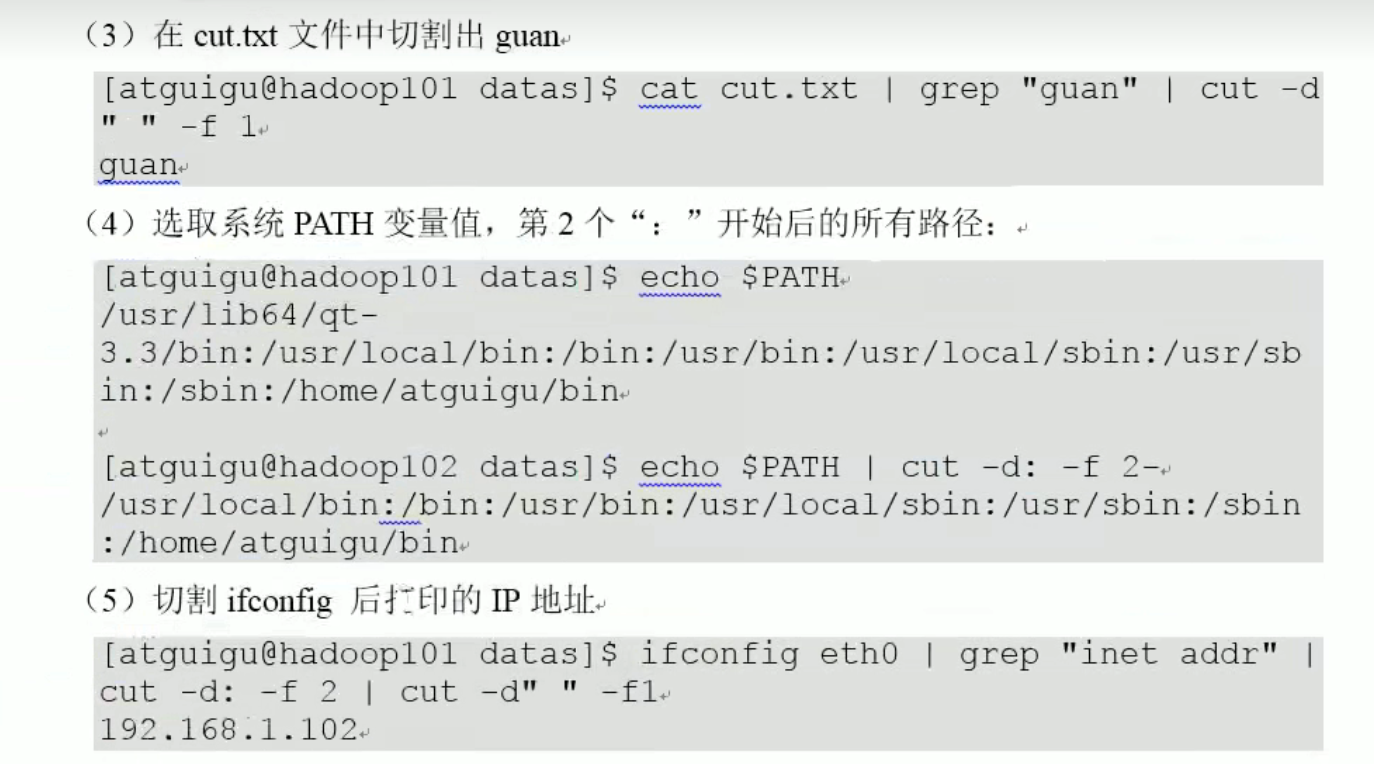 （3）在 cut.txt 文件中切割出 guan
[atguigu@hadoop101 datas]$ cat cut.txt | grep "guan" | cut -d
" " -f 1
guan
（4）选取系统 PATH 变量值，第 2 个“：”开始后的所有路径：
[atguigu@hadoop101 datas]$ echo $PATH
/usr/lib64/qt-
3.3/bin:/usr/local/bin:/bin:/usr/bin:/usr/local/sbin:/usr/sb
in:/sbin:/home/atguigu/bin
[atguigu@hadoop102 datas]$ echo $PATH | cut -d: -f 2-
/usr/local/bin:/bin:/usr/bin:/usr/local/sbin:/usr/sbin:/sbin
:/home/atguigu/bin
（5）切割 ifconfig 后打印的 IP 地址
[atguigu@hadoop101 datas]$ ifconfig eth0 | grep "inet addr" |
cut -d: -f 2 | cut -d" " -f1
192.168.1.102